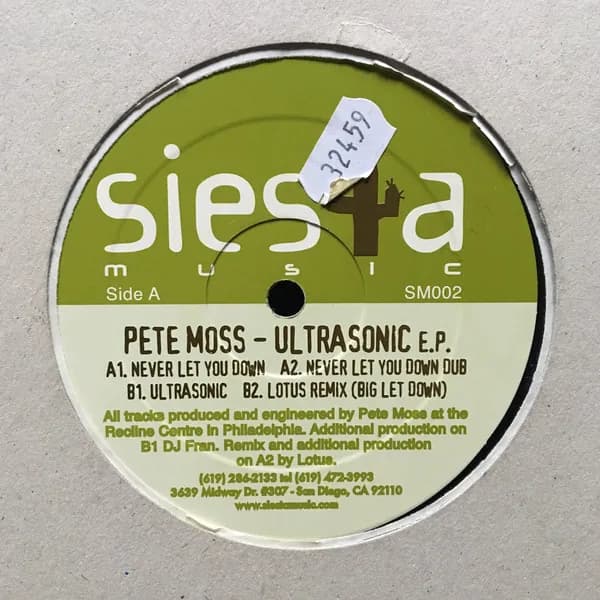 32459
siesta
music
Side A
SM002
PETE MOSS - ULTRASONIC E.P.
A1. NEVER LET YOU DOWN A2. NEVER LET YOU DOWN DUB
B1. ULTRASONIC B2. LOTUS REMIX (BIG LET DOWN)
All tracks produced and engineered by Pete Moss at the
Recline Centre in Philadelphia. Additional production on
B1 DJ Fran. Remix and additional production
on A2 by Lotus.
(619) 286-2133 tel (619) 472-3993
3639 Midway Dr. #307 - San Diego, CA 92110
www.siestamusic.com